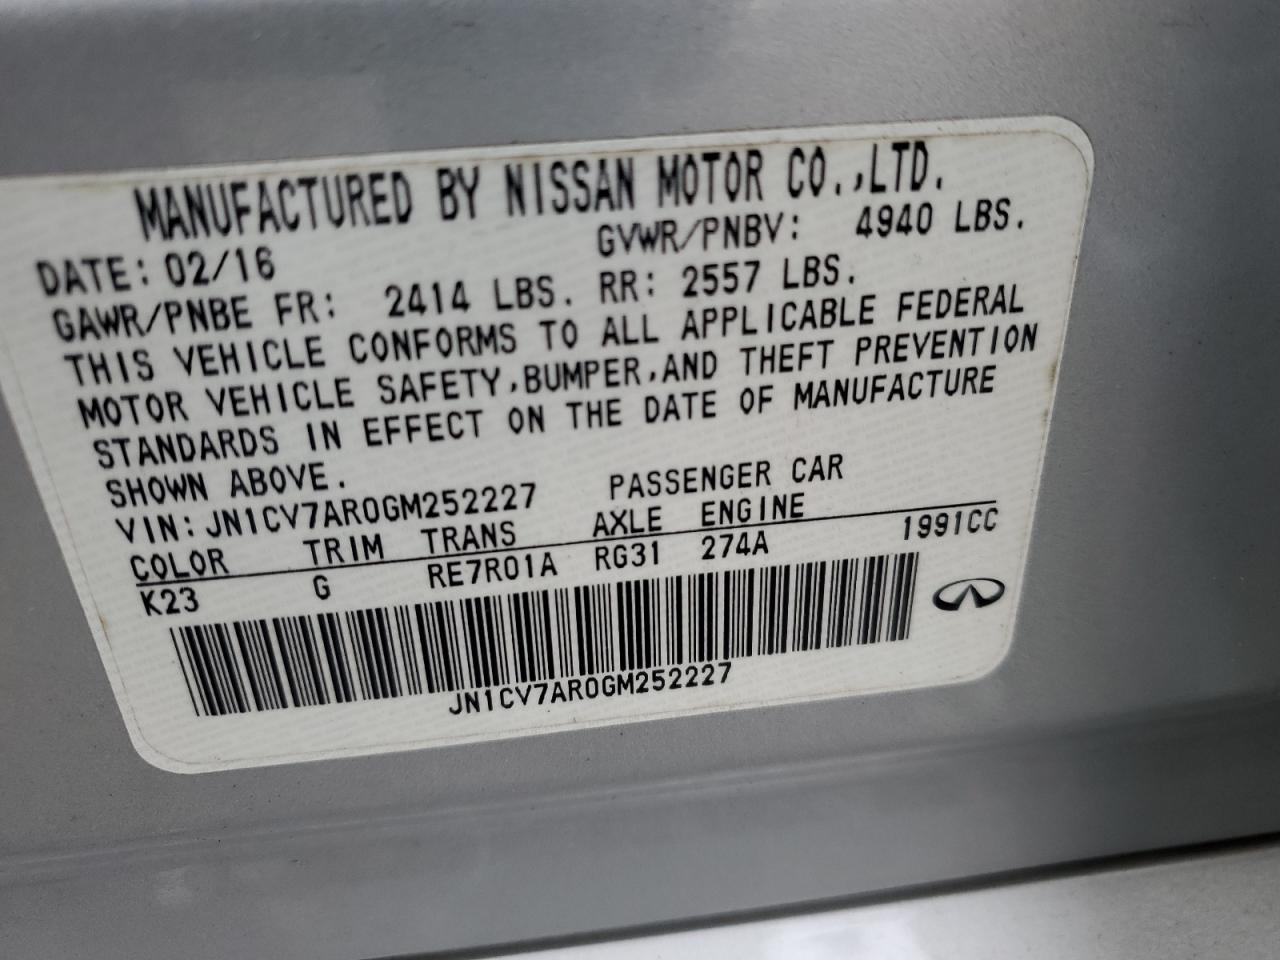 MANUFACTURED BY NISSAN MOTOR CO.,LTD.
DATE: 02/16 GVWR/PNBV: 4940 LBS.
GAWR/PNBE FR: 2414 LBS. RR: 2557 LBS.
THIS VEHICLE CONFORMS TO ALL APPLICABLE FEDERAL
MOTOR VEHICLE SAFETY,BUMPER,AND THEFT PREVENTION
STANDARDS IN EFFECT ON THE DATE OF MANUFACTURE
SHOWN ABOVE.
VIN: JN1CV7AR0GM252227 PASSENGER CAR
COLOR TRIM TRANS AXLE ENGINE
K23 G RE7R01A RG31 274A 1991CC
JN1CV7AR0GM252227